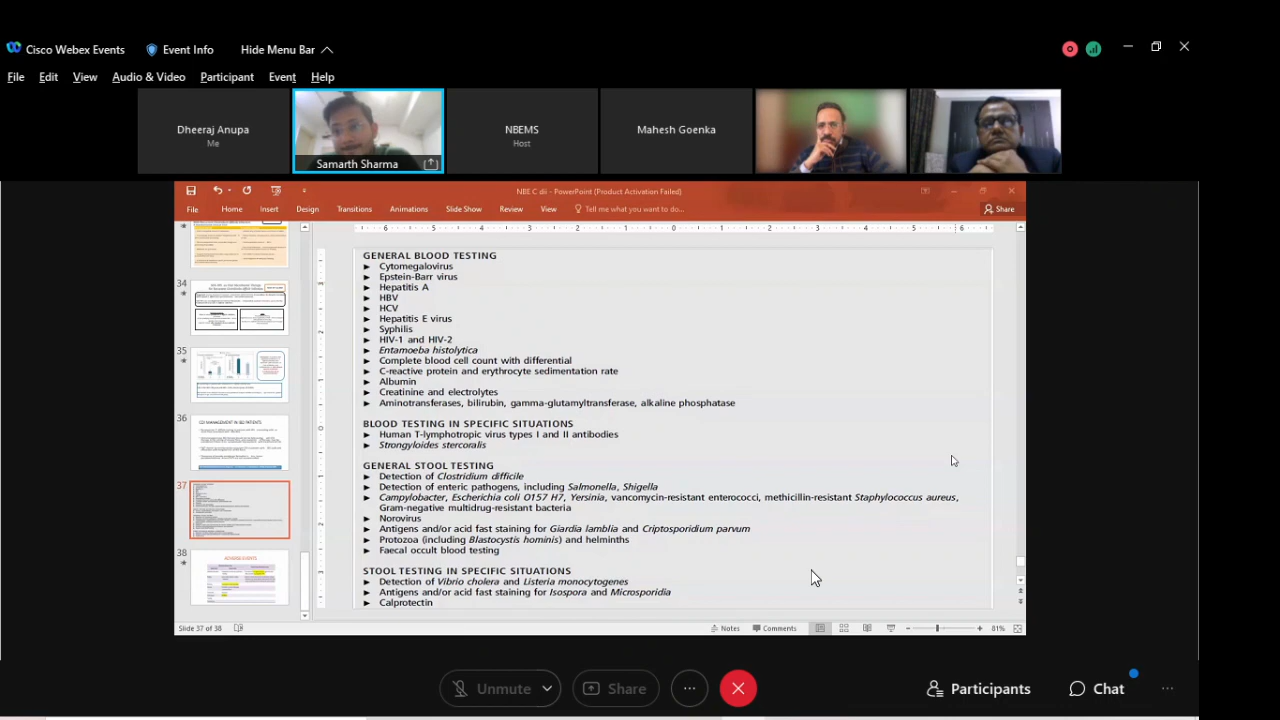 Cisco Webex Events Event Info Hide Menu Bar
File Edit View Audio & Video Participant Event Help
Dheeraj Anupa
Me
Samarth Sharma
NBEMS
Host
Mahesh Goenka
NBE C dii - PowerPoint (Product Activation Failed)
File Home Insert Design Transitions Animations Slide Show Review View Tell me what you want to do... Share
34
35
36
37
38
ADVERSE EVENTS
GENERAL BLOOD TESTING
► Cytomegalovirus
► Epstein-Barr virus
► Hepatitis A
► HBV
► HCV
► Hepatitis E virus
► Syphilis
► HIV-1 and HIV-2
► Entamoeba histolytica
► Complete blood cell count with differential
► C-reactive protein and erythrocyte sedimentation rate
► Albumin
► Creatinine and electrolytes
► Aminotransferases, bilirubin, gamma-glutamyltransferase, alkaline phosphatase
BLOOD TESTING IN SPECIFIC SITUATIONS
► Human T-lymphotropic virus types I and II antibodies
► Strongyloides stercoralis
GENERAL STOOL TESTING
► Detection of Clostridium difficile
► Detection of enteric pathogens, including Salmonella, Shigella
► Campylobacter, Escherichia coli O157 H7, Yersinia, vancomycin-resistant enterococci, methicillin-resistant Staphylococcus aureus,
Gram-negative multidrug-resistant bacteria
► Norovirus
► Antigens and/or acid fast staining for Giardia lamblia and Criptosporidium parvum
► Protozoa (including Blastocystis hominis) and helminths
► Faecal occult blood testing
STOOL TESTING IN SPECIFIC SITUATIONS
► Detection of Vibrio cholera and Listeria monocytogenes
► Antigens and/or acid fast staining for Isospora and Microsporidia
► Calprotectin
Slide 37 of 38 Notes Comments 81%
Unmute Share Participants Chat